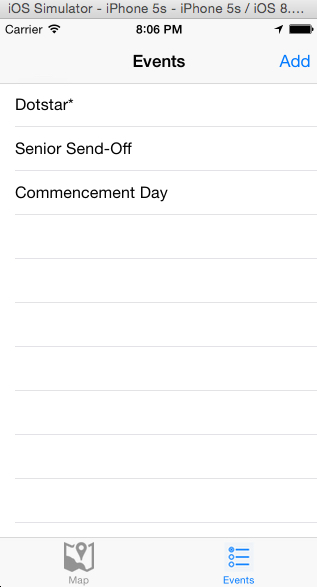 iOS Simulator - iPhone 5s - iPhone 5s / iOS 8....
Carrier 8:06 PM
Events Add
Dotstar*
Senior Send-Off
Commencement Day
Map Events